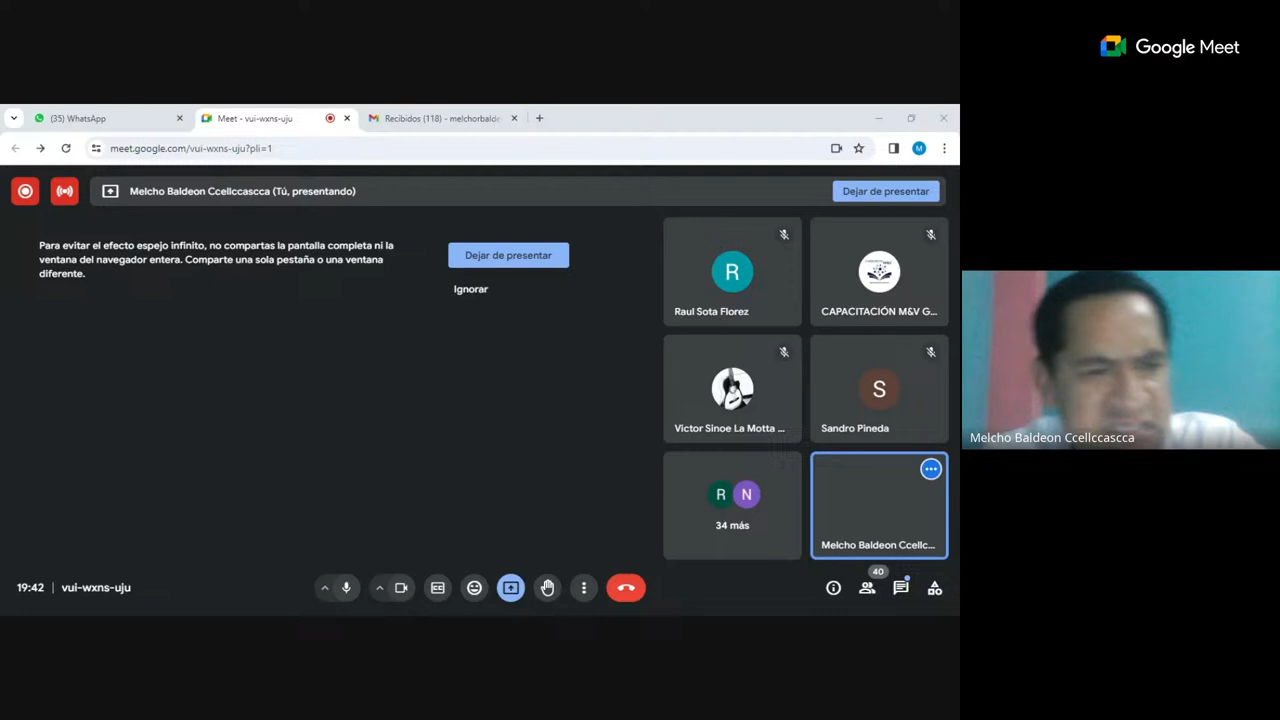 Google Meet
(35) WhatsApp
Meet - vui-wxns-uju
Recibidos (118) - melchorbalde
meet.google.com/vui-wxns-uju?pli=1
M
Melcho Baldeon Ccellccascca (Tú, presentando)
Dejar de presentar
Para evitar el efecto espejo infinito, no compartas la pantalla completa ni la
ventana del navegador entera. Comparte una sola pestaña o una ventana
diferente.
Dejar de presentar
Ignorar
R
Raul Sota Florez
CAPACITACIÓN M&V G...
Victor Sinoe La Motta ...
S
Sandro Pineda
R N
34 más
Melcho Baldeon Ccellc...
Melcho Baldeon Ccellccascca
19:42 | vui-wxns-uju
40